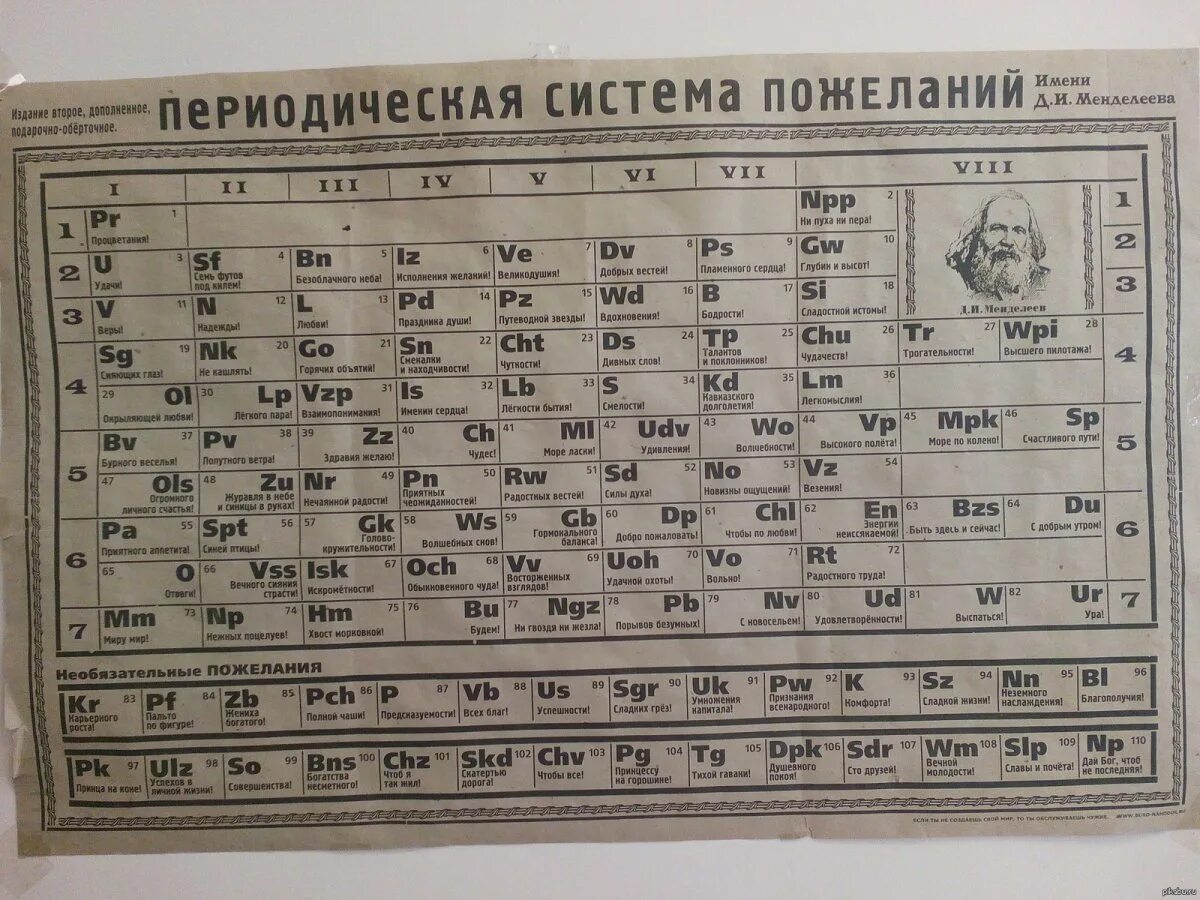 Издание второе, дополненное,
подарочно-обёрточное.
ПЕРИОДИЧЕСКАЯ СИСТЕМА ПОЖЕЛАНИЙ
Имени
Д.И. Менделеева
I II III IV V VI VII VIII
1 Pr 1 Npp 2 1
Процветания! Ни пуха ни пера!
2 U 3 Sf 4 Bn 5 Iz 6 Ve 7 Dv 8 Ps 9 Gw 10 2
Удачи! Семь футов под килем! Безоблачного неба! Исполнения желаний! Великодушия! Добрых вестей! Пламенного сердца! Глубин и высот!
3 V 11 N 12 L 13 Pd 14 Pz 15 Wd 16 B 17 Si 18 3
Веры! Надежды! Любви! Праздника души! Путеводной звезды! Вдохновения! Бодрости! Сладостной истомы!
Д.И. Менделеев
4 Sg 19 Nk 20 Go 21 Sn 22 Cht 23 Ds 24 Tp 25 Chu 26 Tr 27 Wpi 28 4
Сияющих глаз! Не кашлять! Горячих объятий! Смекалки и находчивости! Чуткости! Дивных слов! Талантов и поклонников! Чудачеств! Трогательности! Высшего пилотажа!
29 Ol 30 Lp Vzp 31 Is 32 Lb 33 S 34 Kd 35 Lm 36
Окрыляющей любви! Лёгкого пара! Взаимопонимания! Именин сердца! Лёгкости бытия! Смелости! Кавказского долголетия! Легкомыслия!
5 Bv 37 Pv 38 39 Zz 40 Ch 41 Ml 42 Udv 43 Wo 44 Vp 45 Mpk 46 Sp 5
Бурного веселья! Попутного ветра! Здравия желаю! Чудес! Море ласки! Удивления! Волчебности! Высокого полёта! Море по колено! Счастливого пути!
47 Ols 48 Zu Nr 49 Pn 50 Rw 51 Sd 52 No 53 Vz 54
Огромного личного счастья! Журавля в небе и синицы в руках! Нечаянной радости! Приятных неожиданностей! Радостных вестей! Силы духа! Новизны ощущений! Везения!
6 Pa 55 Spt 56 57 Gk 58 Ws 59 Gb 60 Dp 61 Chl 62 En 63 Bzs 64 Du 6
Приятного аппетита! Синей птицы! Голово-кружительности! Волшебных снов! Гормонального баланса! Добро пожаловать! Чтобы по любви! Энергии неиссякаемой! Быть здесь и сейчас! С добрым утром!
65 O 66 Vss Isk 67 Och 68 Vv 69 Uoh 70 Vo 71 Rt 72
Отваги! Вечного сияния страсти! Искромётности! Обыкновенного чуда! Восторженных взглядов! Удачной охоты! Вольно! Радостного труда!
7 Mm 73 Np 74 Hm 75 76 Bu 77 Ngz 78 Pb 79 Nv 80 Ud 81 W 82 Ur 7
Миру мир! Нежных поцелуев! Хвост морковкой! Будем! Ни гвоздя ни жезла! Порывов безумных! С новосельем! Удовлетворённости! Выспаться! Ура!
Необязательные ПОЖЕЛАНИЯ
Kr 83 Pf 84 Zb 85 Pch 86 P 87 Vb 88 Us 89 Sgr 90 Uk 91 Pw 92 K 93 Sz 94 Nn 95 Bl 96
Карьерного роста! Пальто по фигуре! Жениха богатого! Полной чаши! Предсказуемости! Всех благ! Успешности! Сладких грёз! Умножения капитала! Признания всенародного! Комфорта! Сладкой жизни! Неземного наслаждения! Благополучия!
Pk 97 Ulz 98 So 99 Bns 100 Chz 101 Skd 102 Chv 103 Pg 104 Tg 105 Dpk 106 Sdr 107 Wm 108 Slp 109 Np 110
Принца на коне! Успехов в личной жизни! Совершенства! Богатства несметного! Чтоб я так жил! Скатертью дорога! Чтобы все! Принцессу на горошине! Тихой гавани! Душевного покоя! Сто друзей! Вечной молодости! Славы и почёта! Дай Бог, чтоб не последняя!
ЕСЛИ ТЫ НЕ СОЗДАЕШЬ СВОЙ МИР, ТО ТЫ ОБСЛУЖИВАЕШЬ ЧУЖИЕ.
pikabu.ru